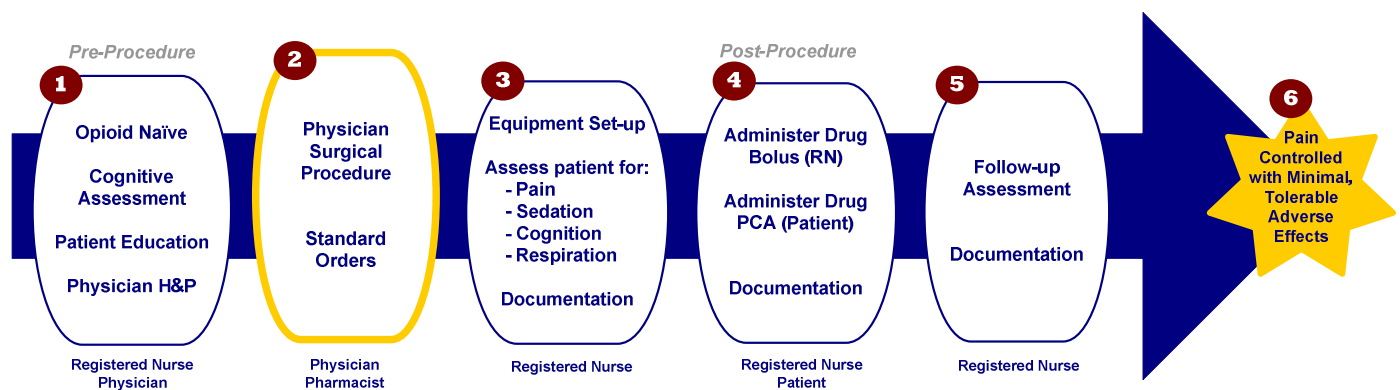 Pre-Procedure
1
Opioid Naïve
Cognitive
Assessment
Patient Education
Physician H&P
Registered Nurse
Physician
2
Physician
Surgical
Procedure
Standard
Orders
Physician
Pharmacist
3
Equipment Set-up
Assess patient for:
- Pain
- Sedation
- Cognition
- Respiration
Documentation
Registered Nurse
Post-Procedure
4
Administer Drug
Bolus (RN)
Administer Drug
PCA (Patient)
Documentation
Registered Nurse
Patient
5
Follow-up
Assessment
Documentation
Registered Nurse
6
Pain
Controlled
with Minimal,
Tolerable
Adverse
Effects